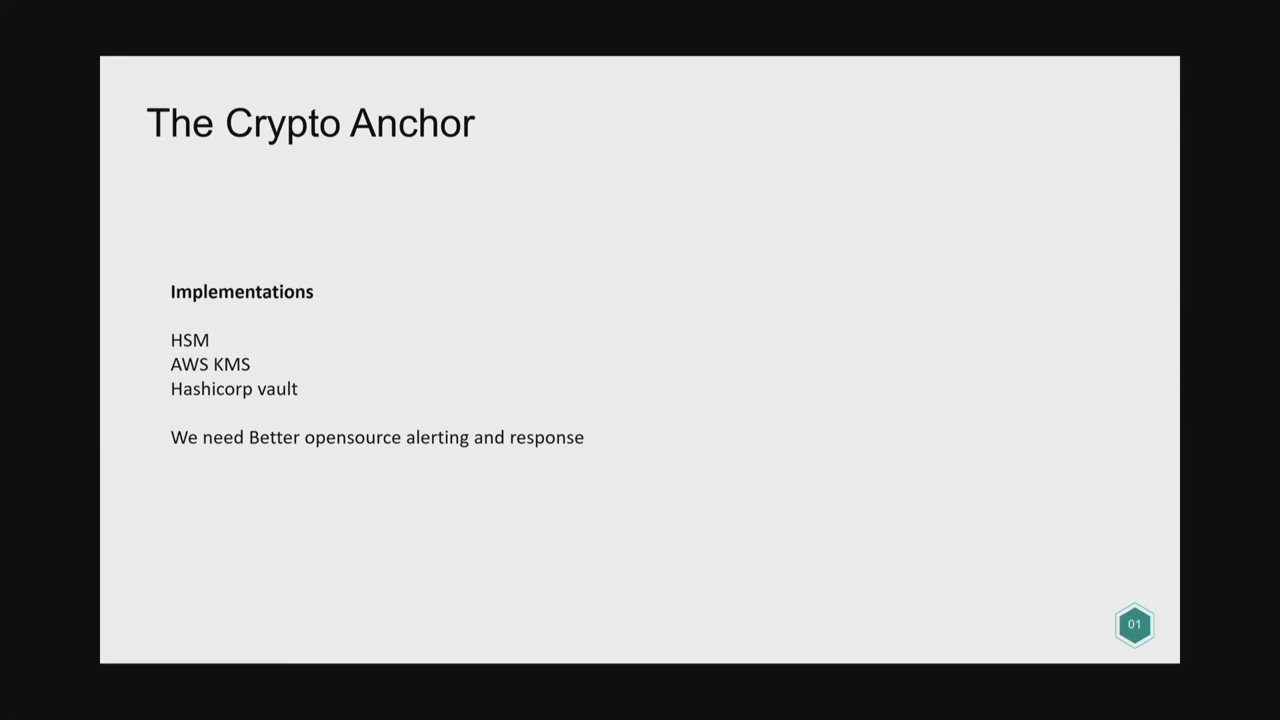 The Crypto Anchor
Implementations
HSM
AWS KMS
Hashicorp vault
We need Better opensource alerting and response
01